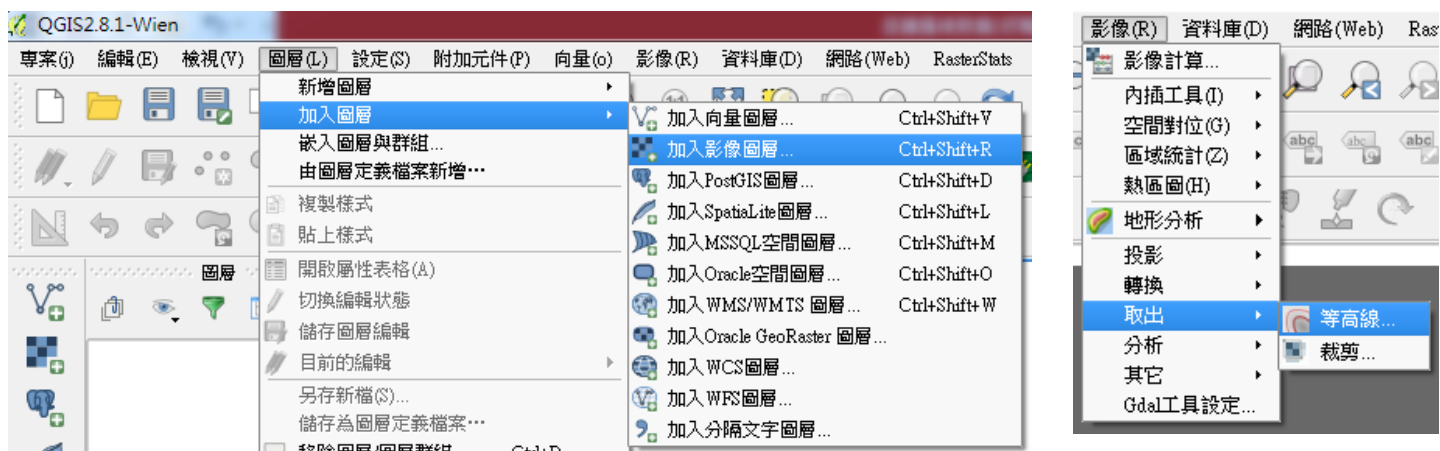 QGIS2.8.1-Wien
專案(j) 編輯(E) 檢視(V) 圖層(L) 設定(S) 附加元件(P) 向量(o) 影像(R) 資料庫(D) 網路(Web) RasterStats
新增圖層
加入圖層
嵌入圖層與群組...
由圖層定義檔案新增…
複製樣式
貼上樣式
開啟屬性表格(A)
切換編輯狀態
儲存圖層編輯
目前的編輯
另存新檔(S)...
儲存為圖層定義檔案…
移除圖層/圖層群組 Ctrl+D
圖層
加入向量圖層... Ctrl+Shift+V
加入影像圖層... Ctrl+Shift+R
加入PostGIS圖層... Ctrl+Shift+D
加入SpatiaLite圖層... Ctrl+Shift+L
加入MSSQL空間圖層... Ctrl+Shift+M
加入Oracle空間圖層... Ctrl+Shift+O
加入WMS/WMTS 圖層... Ctrl+Shift+W
加入Oracle GeoRaster 圖層...
加入WCS圖層...
加入WFS圖層...
加入分隔文字圖層...
影像(R) 資料庫(D) 網路(Web) Ras
影像計算...
內插工具(I)
空間對位(G)
區域統計(Z)
熱區圖(H)
地形分析
投影
轉換
取出
分析
其它
Gdal工具設定...
等高線...
裁剪...
abc
abc
abc